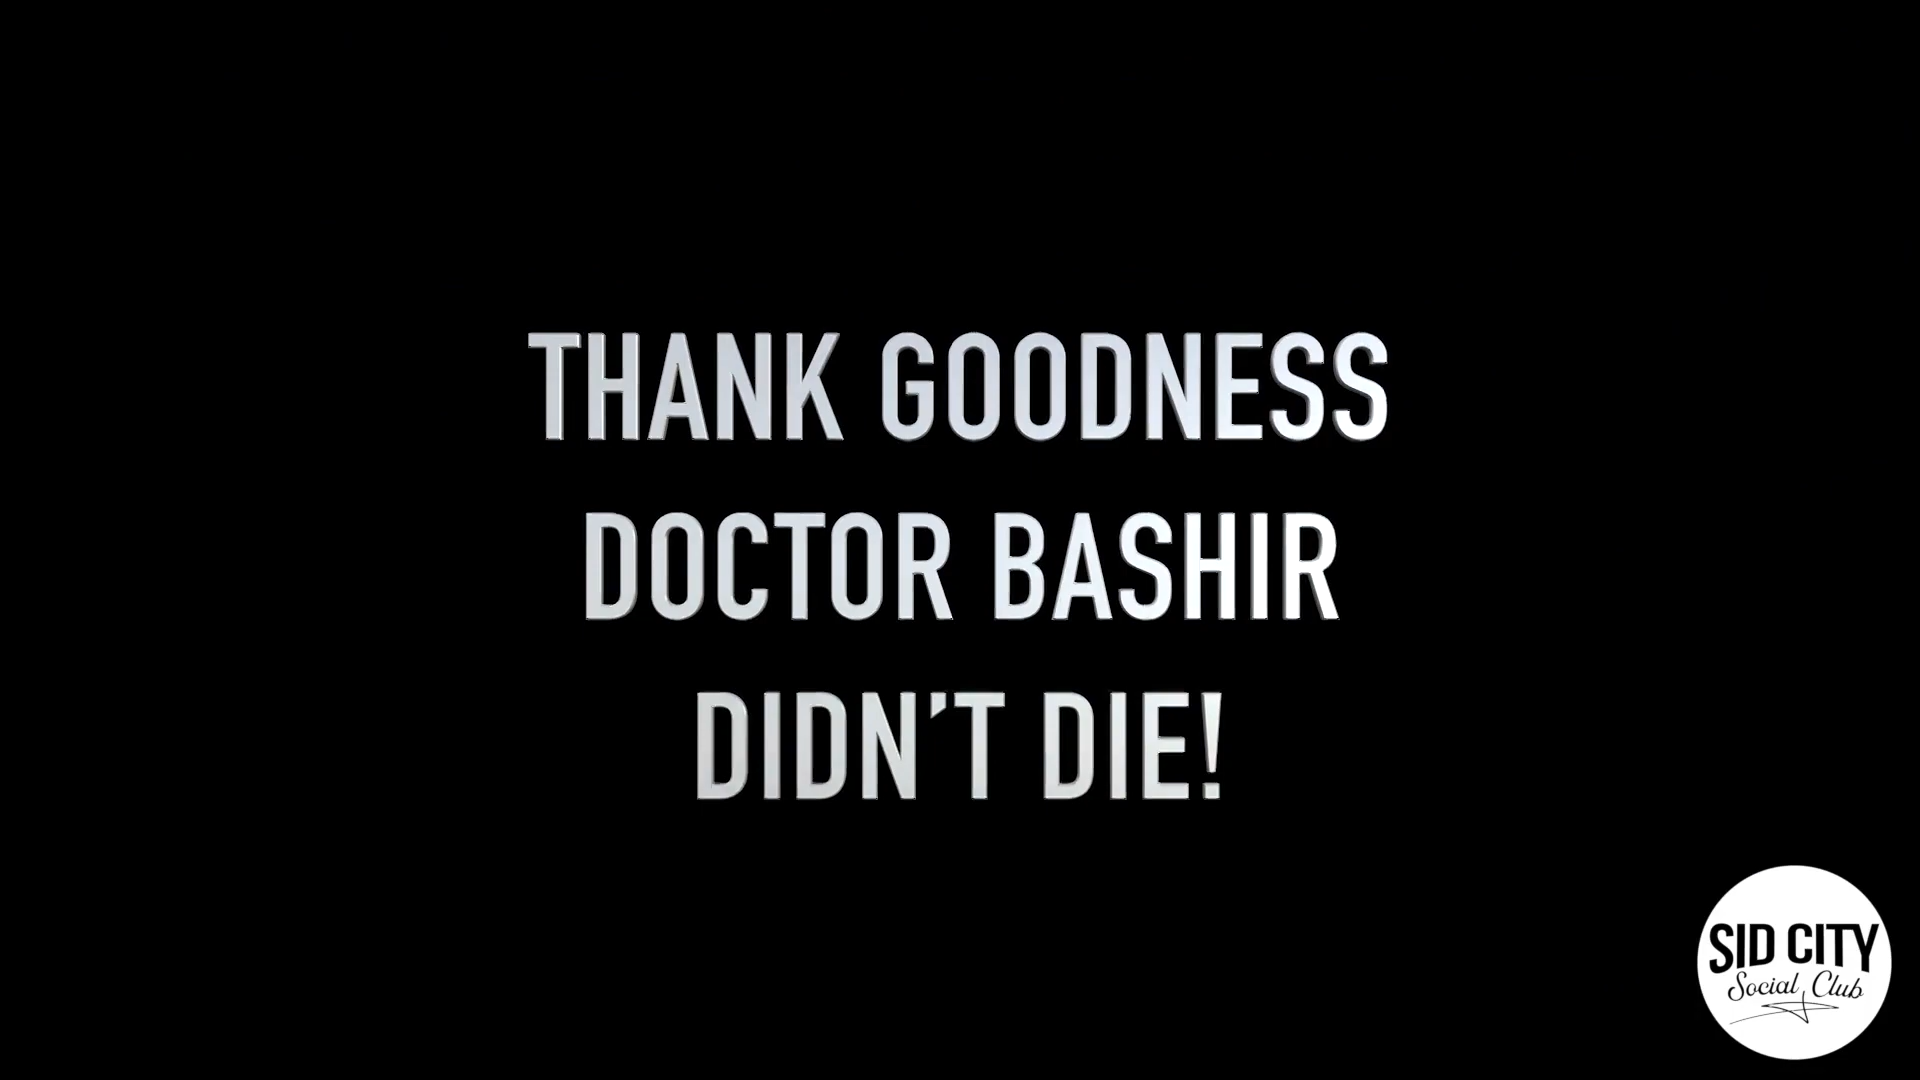 THANK GOODNESS
DOCTOR BASHIR
DIDN'T DIE!
SID CITY
Social Club